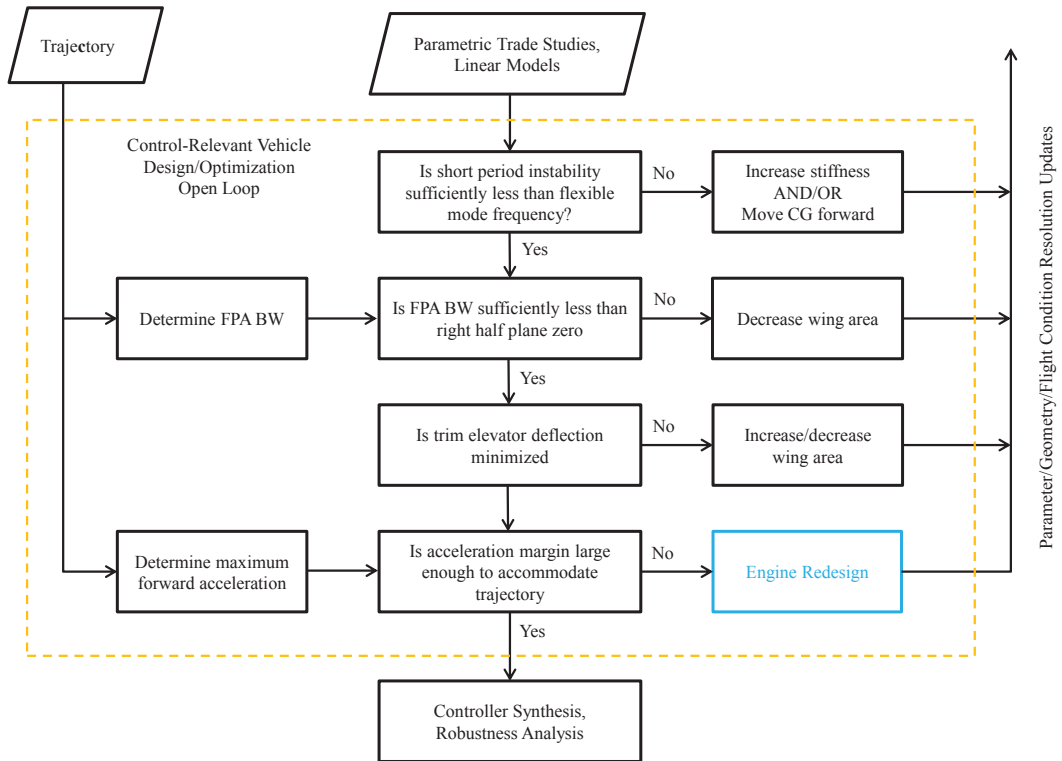 Trajectory
Parametric Trade Studies,
Linear Models
Control-Relevant Vehicle
Design/Optimization
Open Loop
Is short period instability
sufficiently less than flexible
mode frequency?
No
Increase stiffness
AND/OR
Move CG forward
Yes
Determine FPA BW
Is FPA BW sufficiently less than
right half plane zero
No
Decrease wing area
Yes
Is trim elevator deflection
minimized
No
Increase/decrease
wing area
Determine maximum
forward acceleration
Is acceleration margin large
enough to accommodate
trajectory
No
Engine Redesign
Yes
Controller Synthesis,
Robustness Analysis
Parameter/Geometry/Flight Condition Resolution Updates